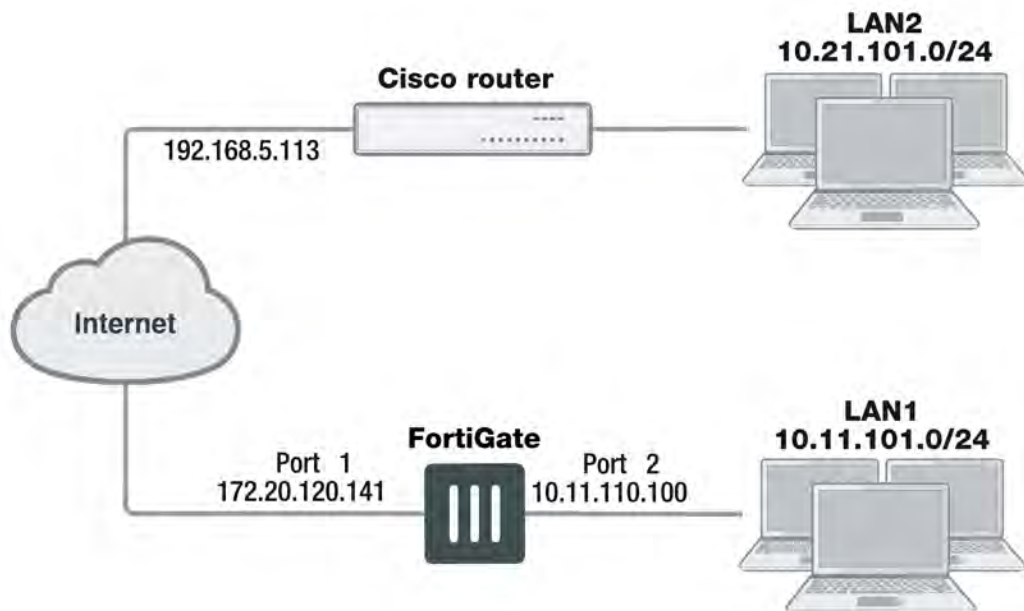 LAN2
10.21.101.0/24
Cisco router
192.168.5.113
Internet
FortiGate
Port 1
172.20.120.141
Port 2
10.11.110.100
LAN1
10.11.101.0/24